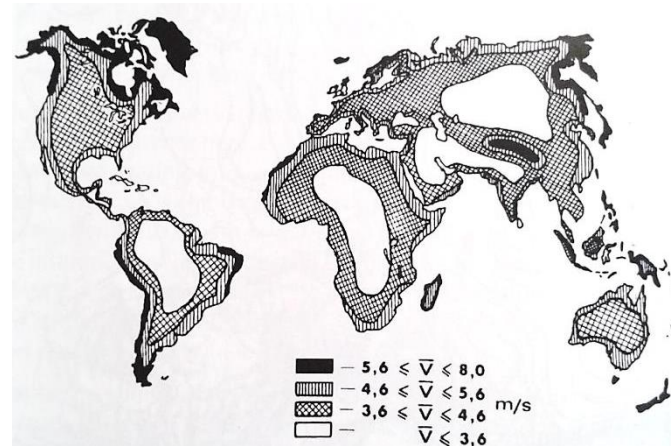 — 5,6 ⩽ V̅ ⩽ 8,0
— 4,6 ⩽ V̅ ⩽ 5,6
— 3,6 ⩽ V̅ ⩽ 4,6
— V̅ ⩽ 3,6
m/s